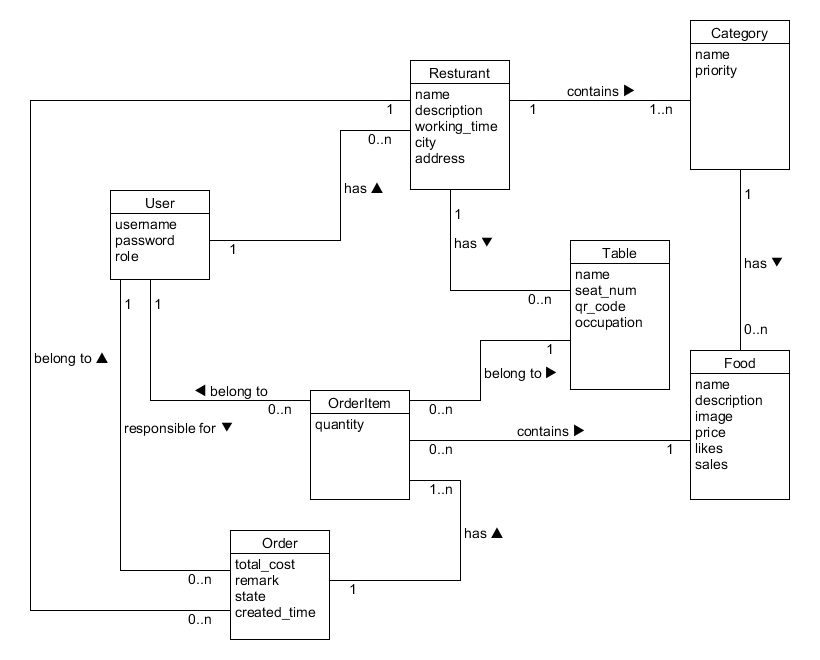 Category
name
priority
Resturant
name
description
working_time
city
address
contains ▶
1
1..n
1
0..n
has ▲
User
username
password
role
1
1
has ▼
0..n
Table
name
seat_num
qr_code
occupation
1
has ▼
0..n
1
1
belong to ▲
1
belong to ▶
Food
name
description
image
price
likes
sales
◀ belong to
0..n
OrderItem
quantity
0..n
responsible for ▼
contains ▶
0..n
1
1..n
has ▲
Order
total_cost
remark
state
created_time
0..n
1
0..n